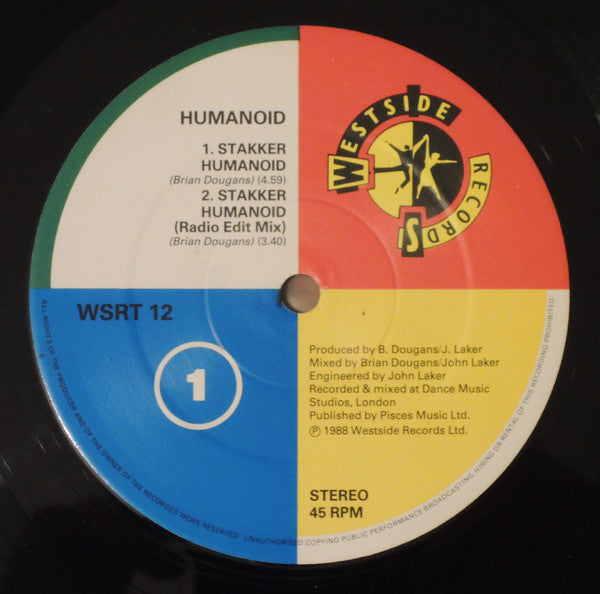 HUMANOID
1. STAKKER
HUMANOID
(Brian Dougans) (4.59)
2. STAKKER
HUMANOID
(Radio Edit Mix)
(Brian Dougans) (3.40)
WESTSIDE
RECORDS
WSRT 12
1
Produced by B. Dougans/J. Laker
Mixed by Brian Dougans/John Laker
Engineered by John Laker
Recorded & mixed at Dance Music
Studios, London
Published by Pisces Music Ltd.
℗ 1988 Westside Records Ltd.
STEREO
45 RPM
ALL RIGHTS OF THE PRODUCER AND OF THE OWNER OF THE RECORDED WORK RESERVED · UNAUTHORISED COPYING PUBLIC PERFORMANCE BROADCASTING HIRING OR RENTAL OF THIS RECORDING PROHIBITED